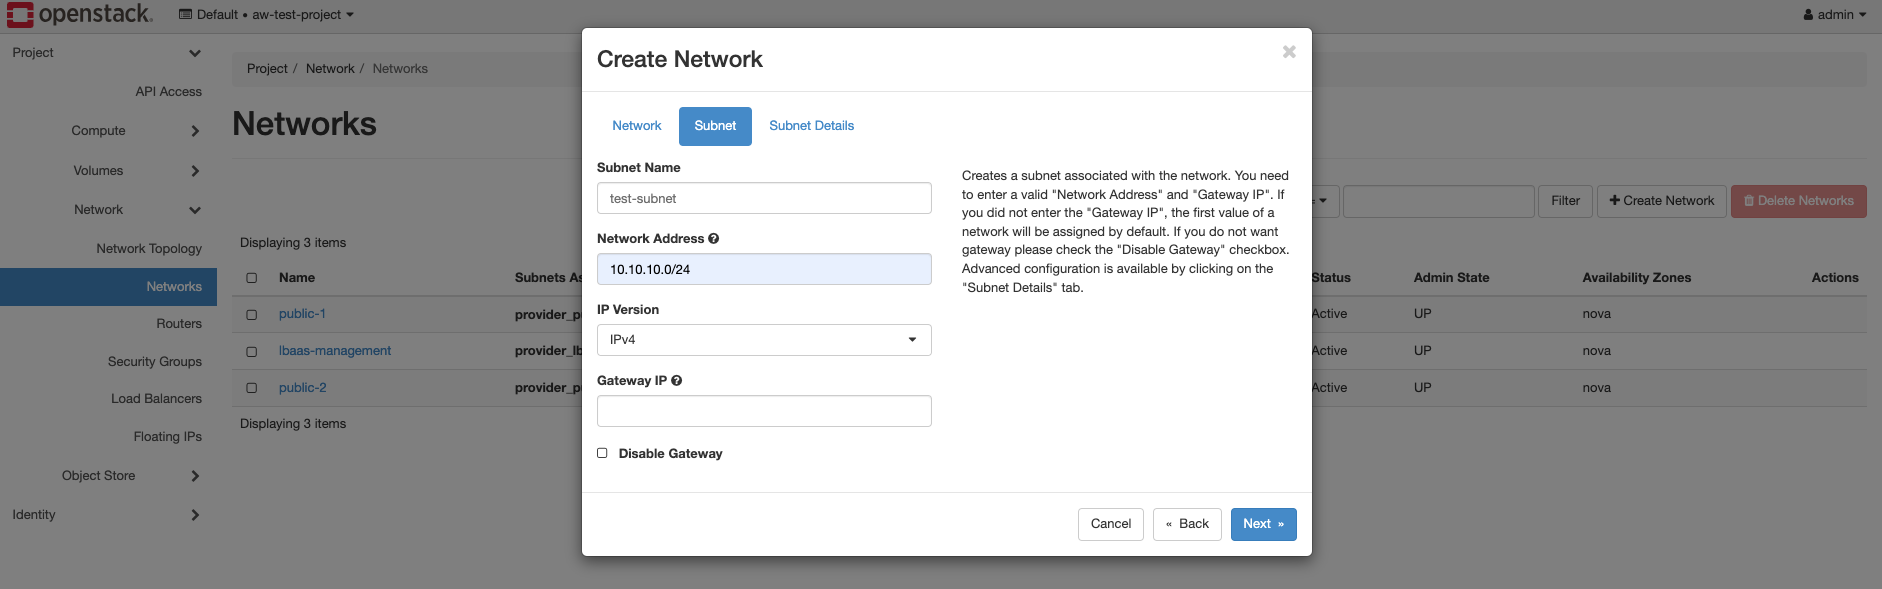 openstack.
Default • aw-test-project
admin
Project
API Access
Compute
Volumes
Network
Network Topology
Networks
Routers
Security Groups
Load Balancers
Floating IPs
Object Store
Identity
Project / Network / Networks
Networks
Filter
Create Network
Delete Networks
Displaying 3 items
Name Subnets As Status Admin State Availability Zones Actions
public-1 Active UP nova
lbaas-management Active UP nova
public-2 Active UP nova
Displaying 3 items
Create Network
Network Subnet Subnet Details
Subnet Name
test-subnet
Network Address
10.10.10.0/24
IP Version
IPv4
Gateway IP
Disable Gateway
Creates a subnet associated with the network. You need
to enter a valid "Network Address" and "Gateway IP". If
you did not enter the "Gateway IP", the first value of a
network will be assigned by default. If you do not want
gateway please check the "Disable Gateway" checkbox.
Advanced configuration is available by clicking on the
"Subnet Details" tab.
Cancel
« Back
Next »